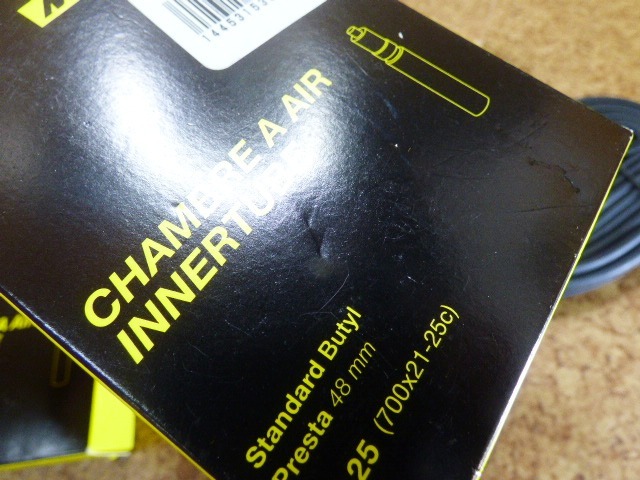 CHAMBRE A AIR
INNERTUBE
Standard Butyl
Presta 48 mm
25 (700x21-25c)